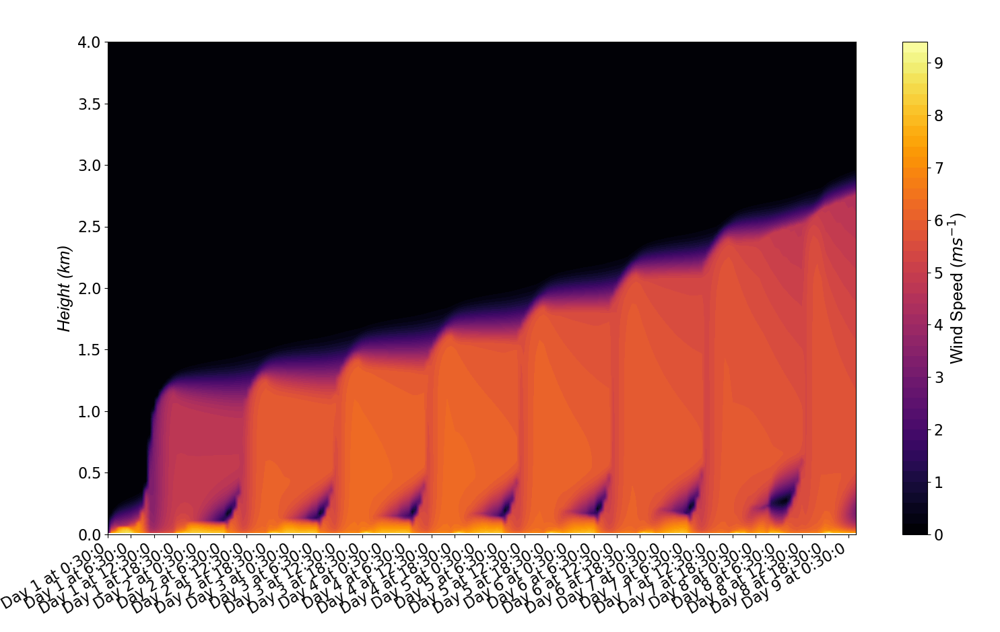 4.0
3.5
3.0
2.5
2.0
1.5
1.0
0.5
0.0
Height (km)
Day 1 at 0:30:0
Day 1 at 6:30:0
Day 1 at 12:30:0
Day 1 at 18:30:0
Day 2 at 0:30:0
Day 2 at 6:30:0
Day 2 at 12:30:0
Day 2 at 18:30:0
Day 3 at 0:30:0
Day 3 at 6:30:0
Day 3 at 12:30:0
Day 3 at 18:30:0
Day 4 at 0:30:0
Day 4 at 6:30:0
Day 4 at 12:30:0
Day 4 at 18:30:0
Day 5 at 0:30:0
Day 5 at 6:30:0
Day 5 at 12:30:0
Day 5 at 18:30:0
Day 6 at 0:30:0
Day 6 at 6:30:0
Day 6 at 12:30:0
Day 6 at 18:30:0
Day 7 at 0:30:0
Day 7 at 6:30:0
Day 7 at 12:30:0
Day 7 at 18:30:0
Day 8 at 0:30:0
Day 8 at 6:30:0
Day 8 at 12:30:0
Day 8 at 18:30:0
Day 9 at 0:30:0
9
8
7
6
5
4
3
2
1
0
Wind Speed (ms⁻¹)